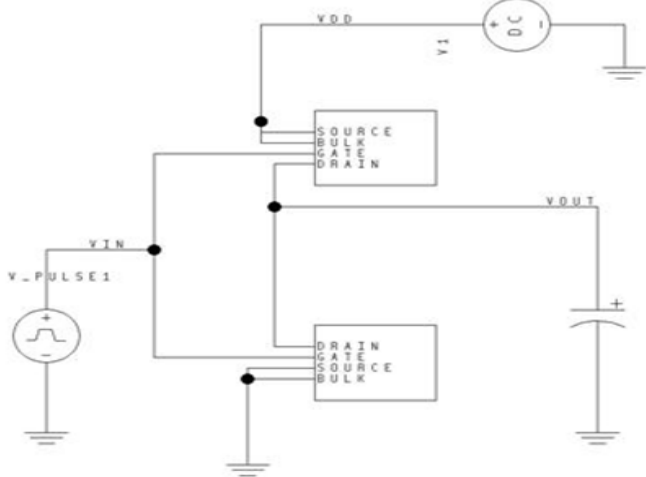 VDD
+ DC -
V1
SOURCE
BULK
GATE
DRAIN
VOUT
VIN
V_PULSE1
+
-
+
DRAIN
GATE
SOURCE
BULK